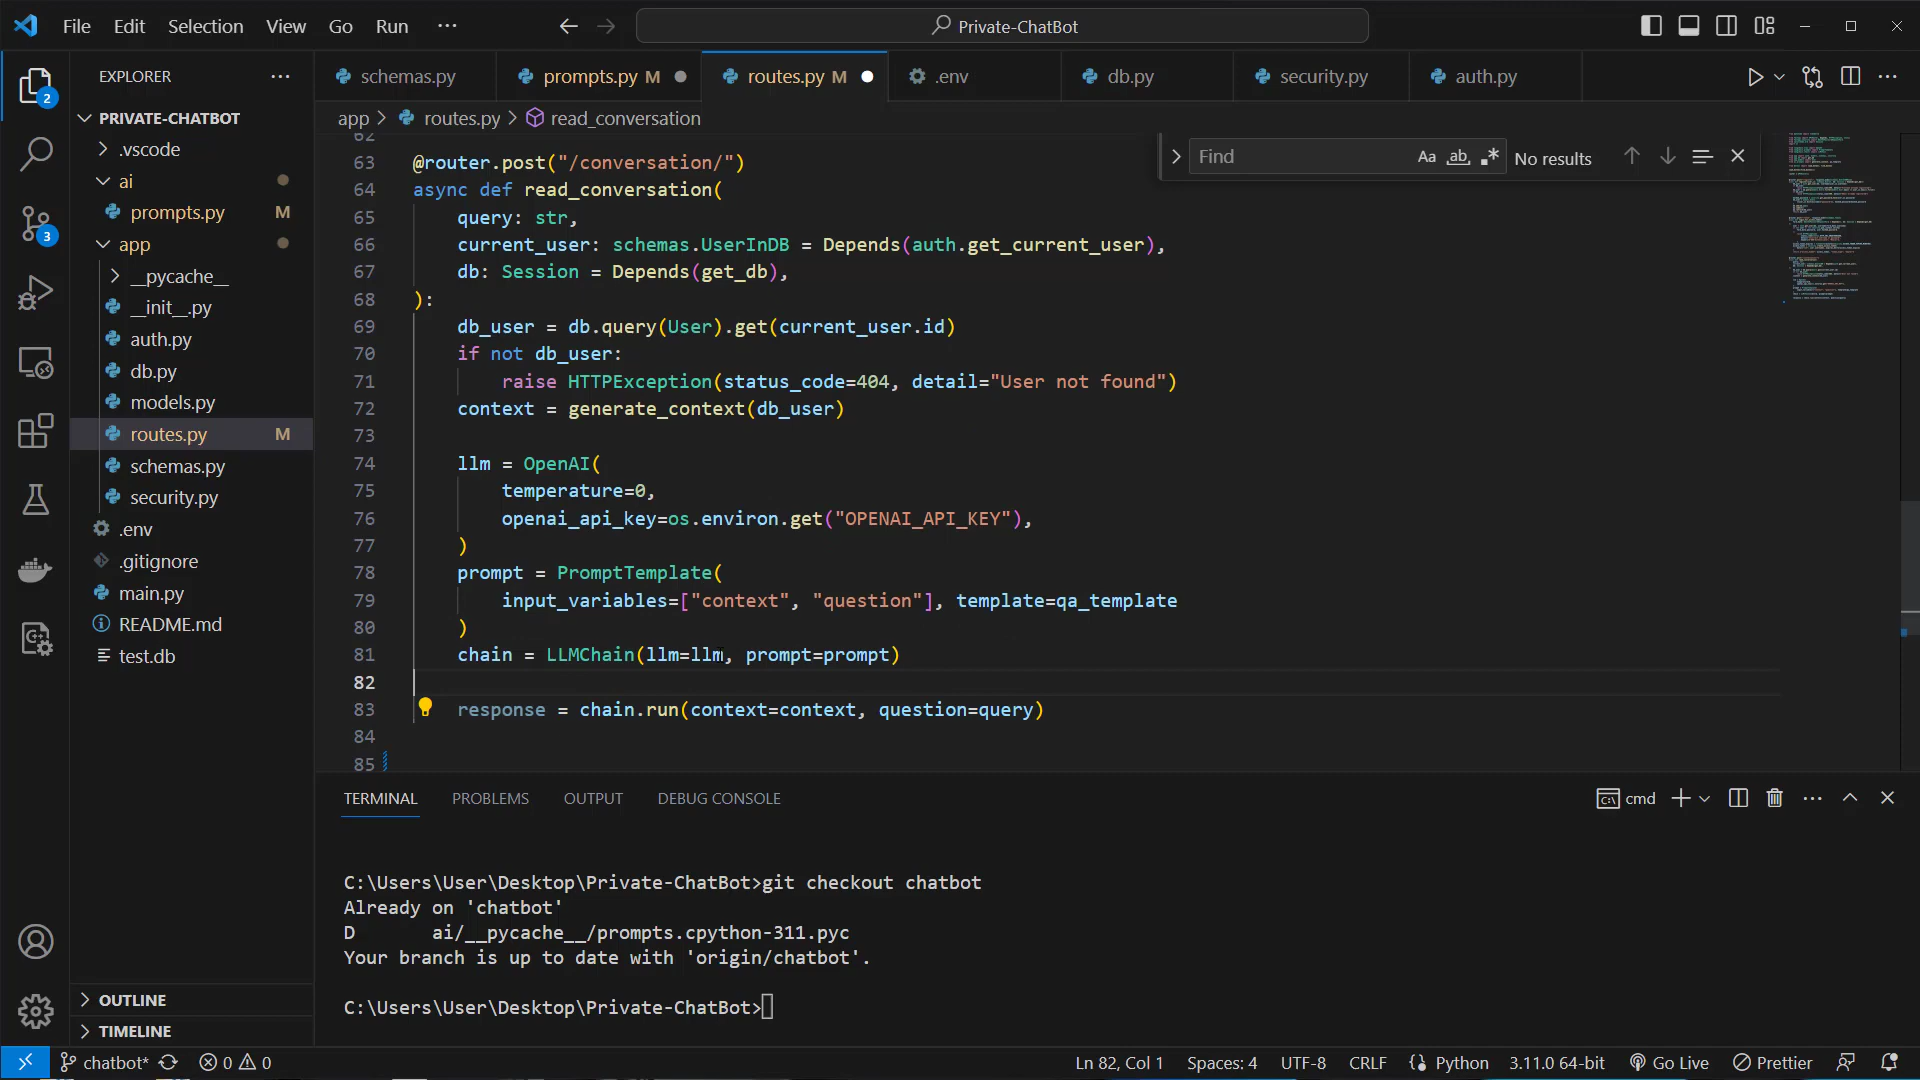 File Edit Selection View Go Run ···
Private-ChatBot
EXPLORER
schemas.py
prompts.py M
routes.py M
.env
db.py
security.py
auth.py
app > routes.py > read_conversation
2
3
PRIVATE-CHATBOT
.vscode
ai
prompts.py M
app
__pycache__
__init__.py
auth.py
db.py
models.py
routes.py M
schemas.py
security.py
.env
.gitignore
main.py
README.md
test.db
OUTLINE
TIMELINE
Find
Aa
ab
No results
62
63 @router.post("/conversation/")
64 async def read_conversation(
65 query: str,
66 current_user: schemas.UserInDB = Depends(auth.get_current_user),
67 db: Session = Depends(get_db),
68 ):
69 db_user = db.query(User).get(current_user.id)
70 if not db_user:
71 raise HTTPException(status_code=404, detail="User not found")
72 context = generate_context(db_user)
73
74 llm = OpenAI(
75 temperature=0,
76 openai_api_key=os.environ.get("OPENAI_API_KEY"),
77 )
78 prompt = PromptTemplate(
79 input_variables=["context", "question"], template=qa_template
80 )
81 chain = LLMChain(llm=llm, prompt=prompt)
82
83 response = chain.run(context=context, question=query)
84
85
TERMINAL PROBLEMS OUTPUT DEBUG CONSOLE
cmd
C:\Users\User\Desktop\Private-ChatBot>git checkout chatbot
Already on 'chatbot'
D ai/__pycache__/prompts.cpython-311.pyc
Your branch is up to date with 'origin/chatbot'.
C:\Users\User\Desktop\Private-ChatBot>
chatbot* 0 0
Ln 82, Col 1 Spaces: 4 UTF-8 CRLF Python 3.11.0 64-bit Go Live Prettier